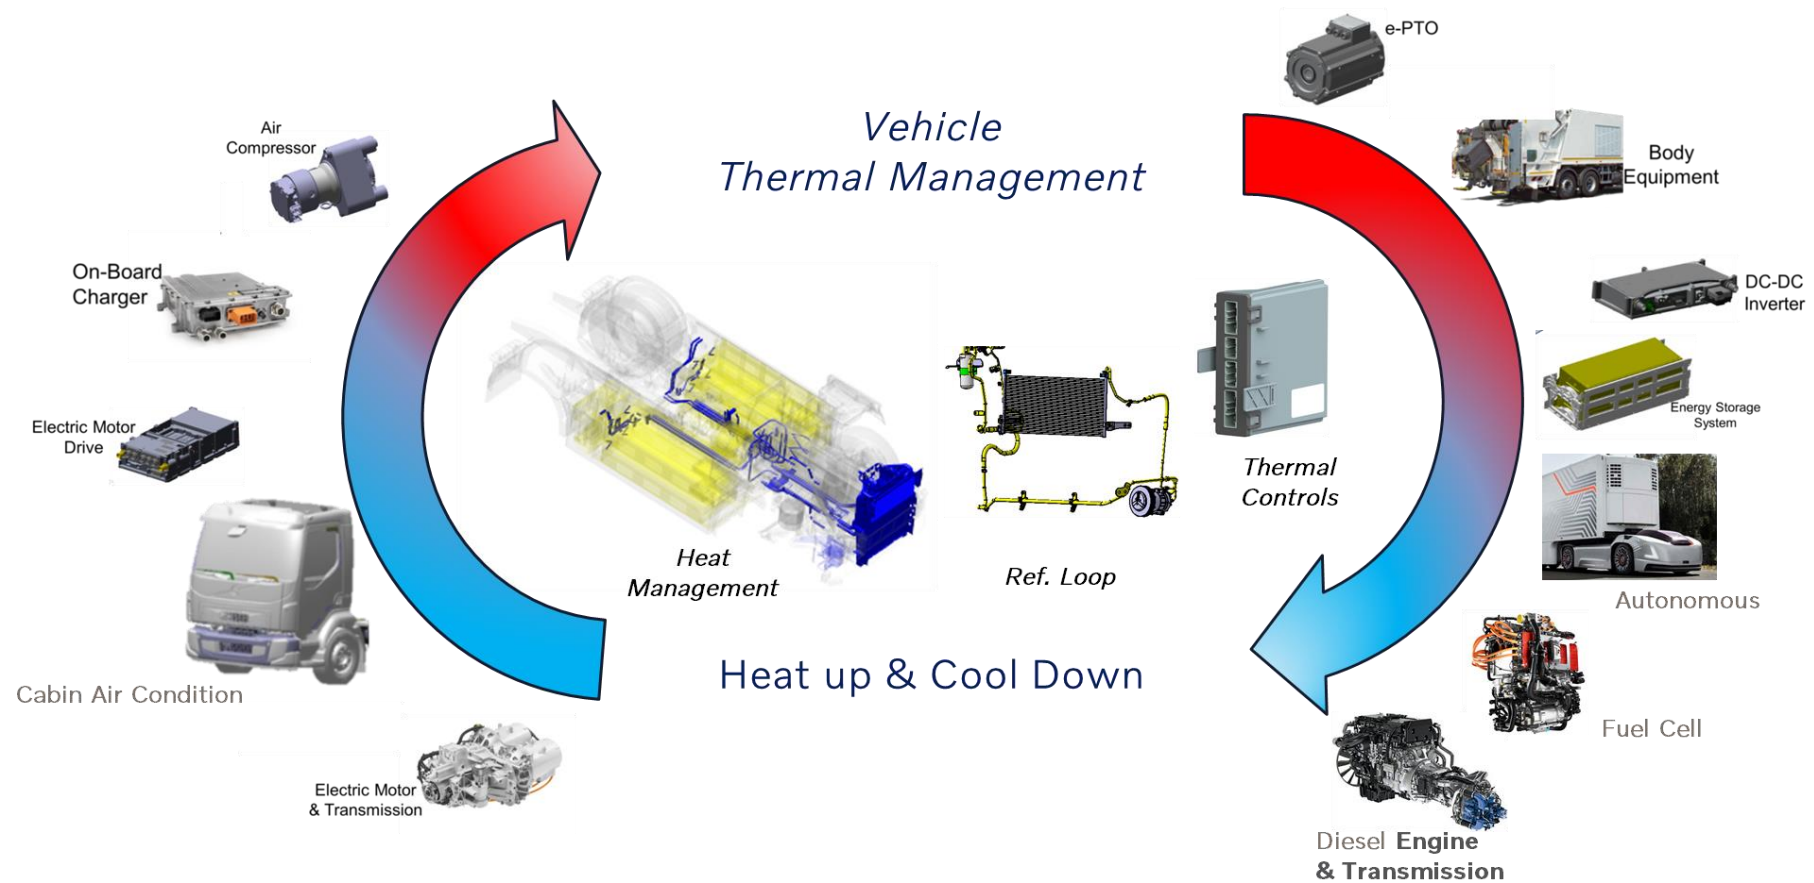 e-PTO
Vehicle
Thermal Management
Air
Compressor
Body
Equipment
On-Board
Charger
DC-DC
Inverter
Electric Motor
Drive
Energy Storage
System
Thermal
Controls
Heat
Management
Ref. Loop
Autonomous
Heat up & Cool Down
Cabin Air Condition
Fuel Cell
Electric Motor
& Transmission
Diesel Engine
& Transmission